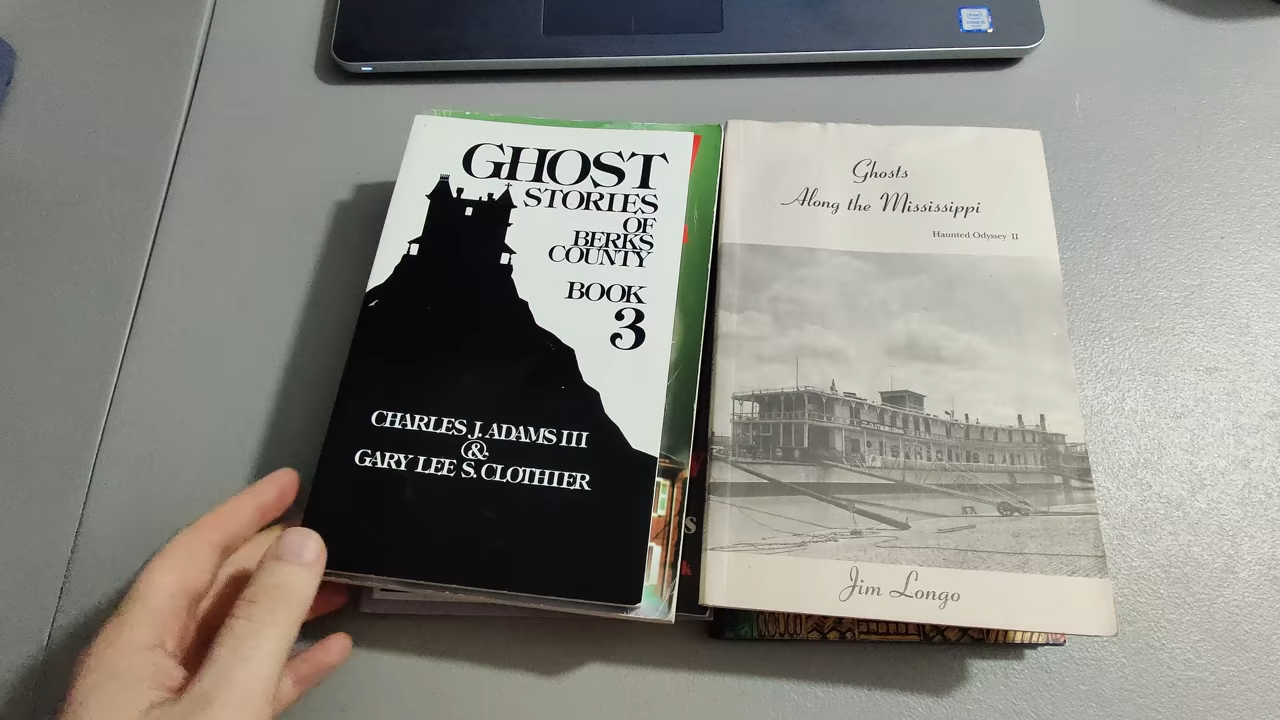 GHOST
STORIES
OF
BERKS
COUNTY
BOOK
3
CHARLES J. ADAMS III
&
GARY LEE S. CLOTHIER
Ghosts
Along the Mississippi
Haunted Odyssey II
Jim Longo